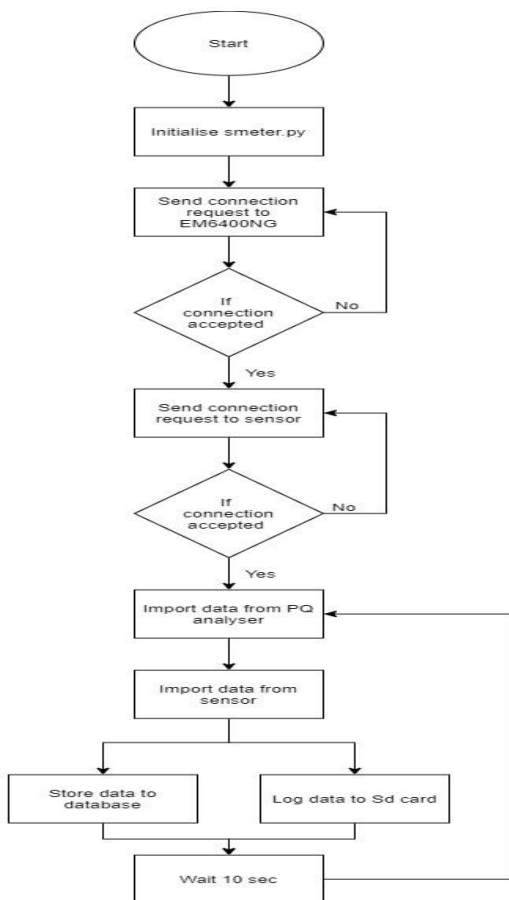 Start
Initialise smeter.py
Send connection
request to
EM6400NG
If
connection
accepted
No
Yes
Send connection
request to sensor
If
connection
accepted
No
Yes
Import data from PQ
analyser
Import data from
sensor
Store data to
database
Log data to Sd card
Wait 10 sec